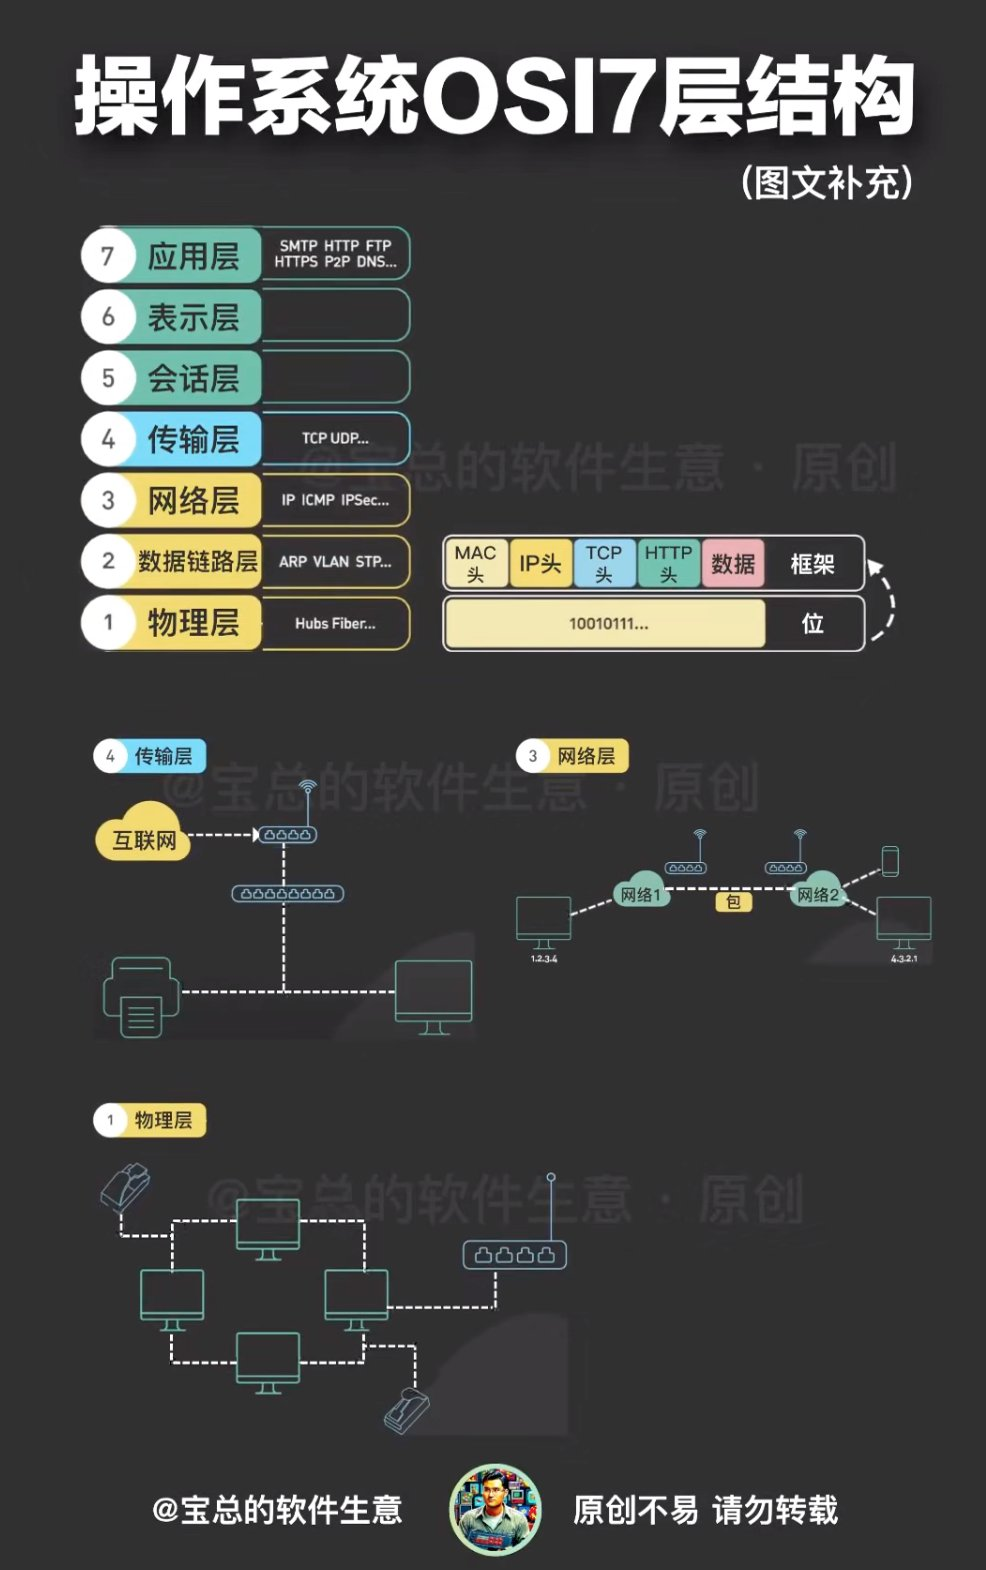 操作系统OSI7层结构
(图文补充)
7 应用层 SMTP HTTP FTP
HTTPS P2P DNS...
6 表示层
5 会话层
4 传输层 TCP UDP...
@宝总的软件生意 · 原创
3 网络层 IP ICMP IPSec...
2 数据链路层 ARP VLAN STP...
MAC头 IP头 TCP头 HTTP头 数据 框架
1 物理层 Hubs Fiber...
10010111... 位
4 传输层
3 网络层
@宝总的软件生意 · 原创
互联网
网络1
包
网络2
1.2.3.4
4.3.2.1
1 物理层
@宝总的软件生意 · 原创
@宝总的软件生意
原创不易 请勿转载